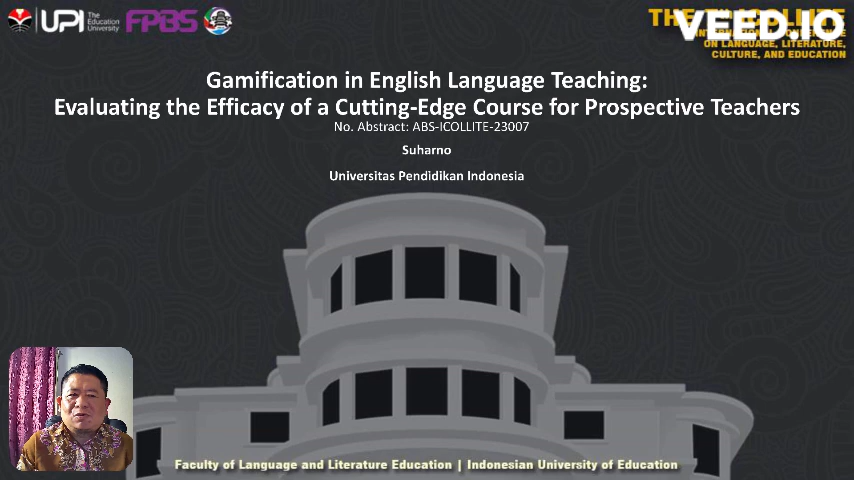 UPI
The
Education
University
FPBS
VEED.IO
ON LANGUAGE, LITERATURE,
CULTURE, AND EDUCATION
Gamification in English Language Teaching:
Evaluating the Efficacy of a Cutting-Edge Course for Prospective Teachers
No. Abstract: ABS-ICOLLITE-23007
Suharno
Universitas Pendidikan Indonesia
Faculty of Language and Literature Education | Indonesian University of Education